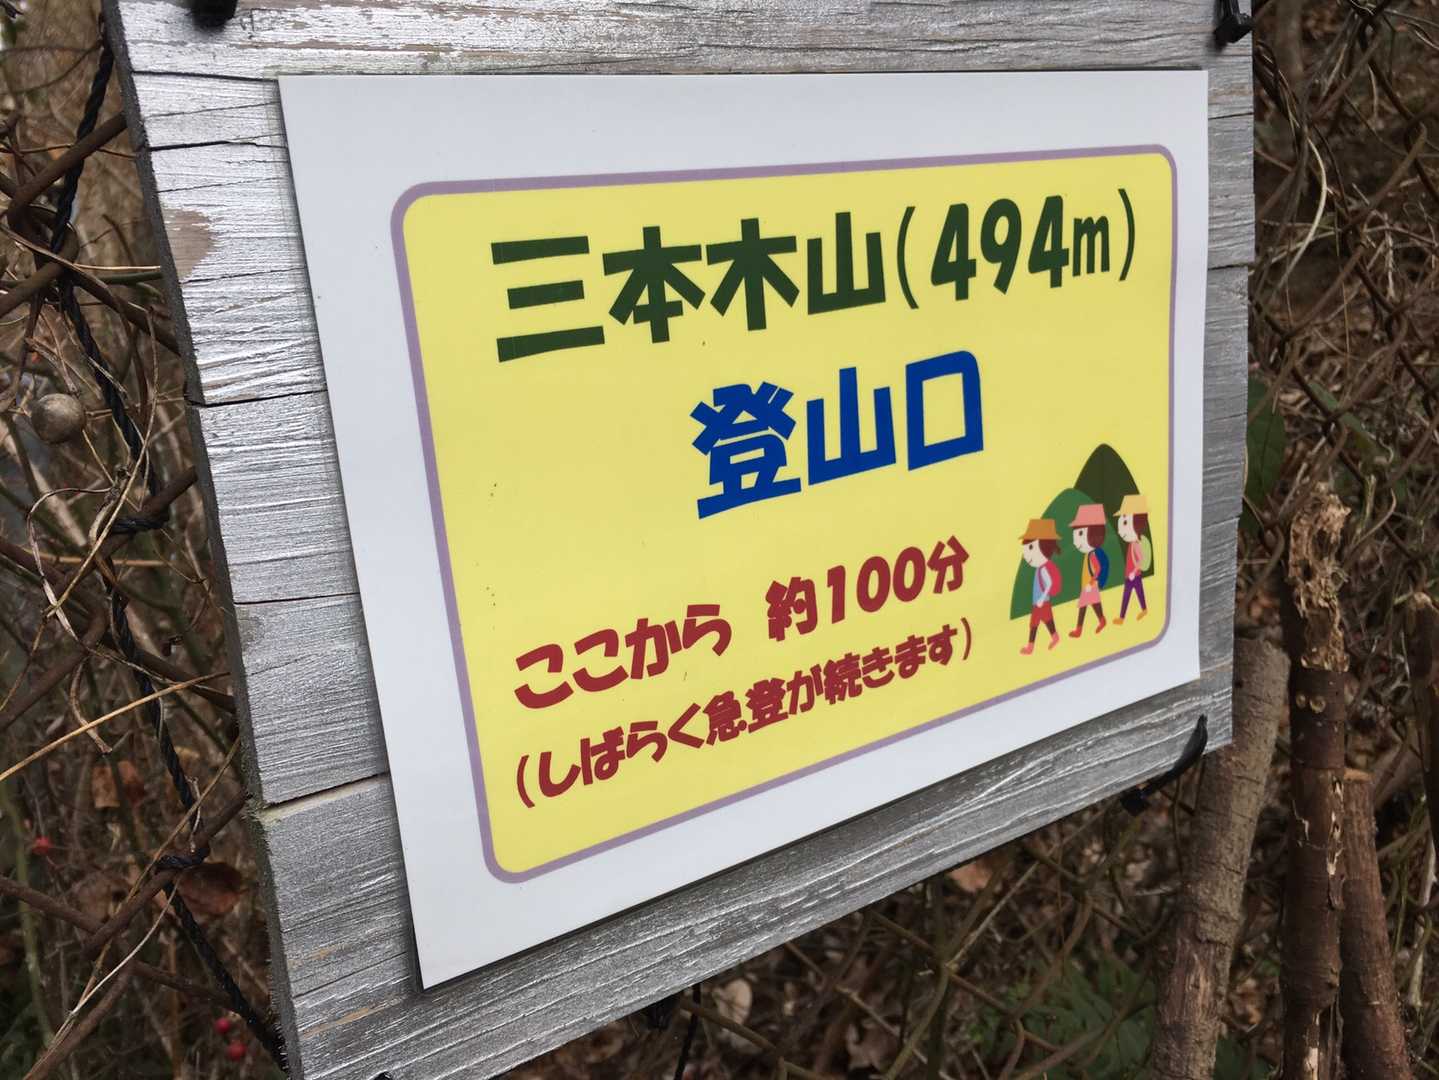 三本木山(494m)
登山口
ここから 約100分
(しばらく急登が続きます)